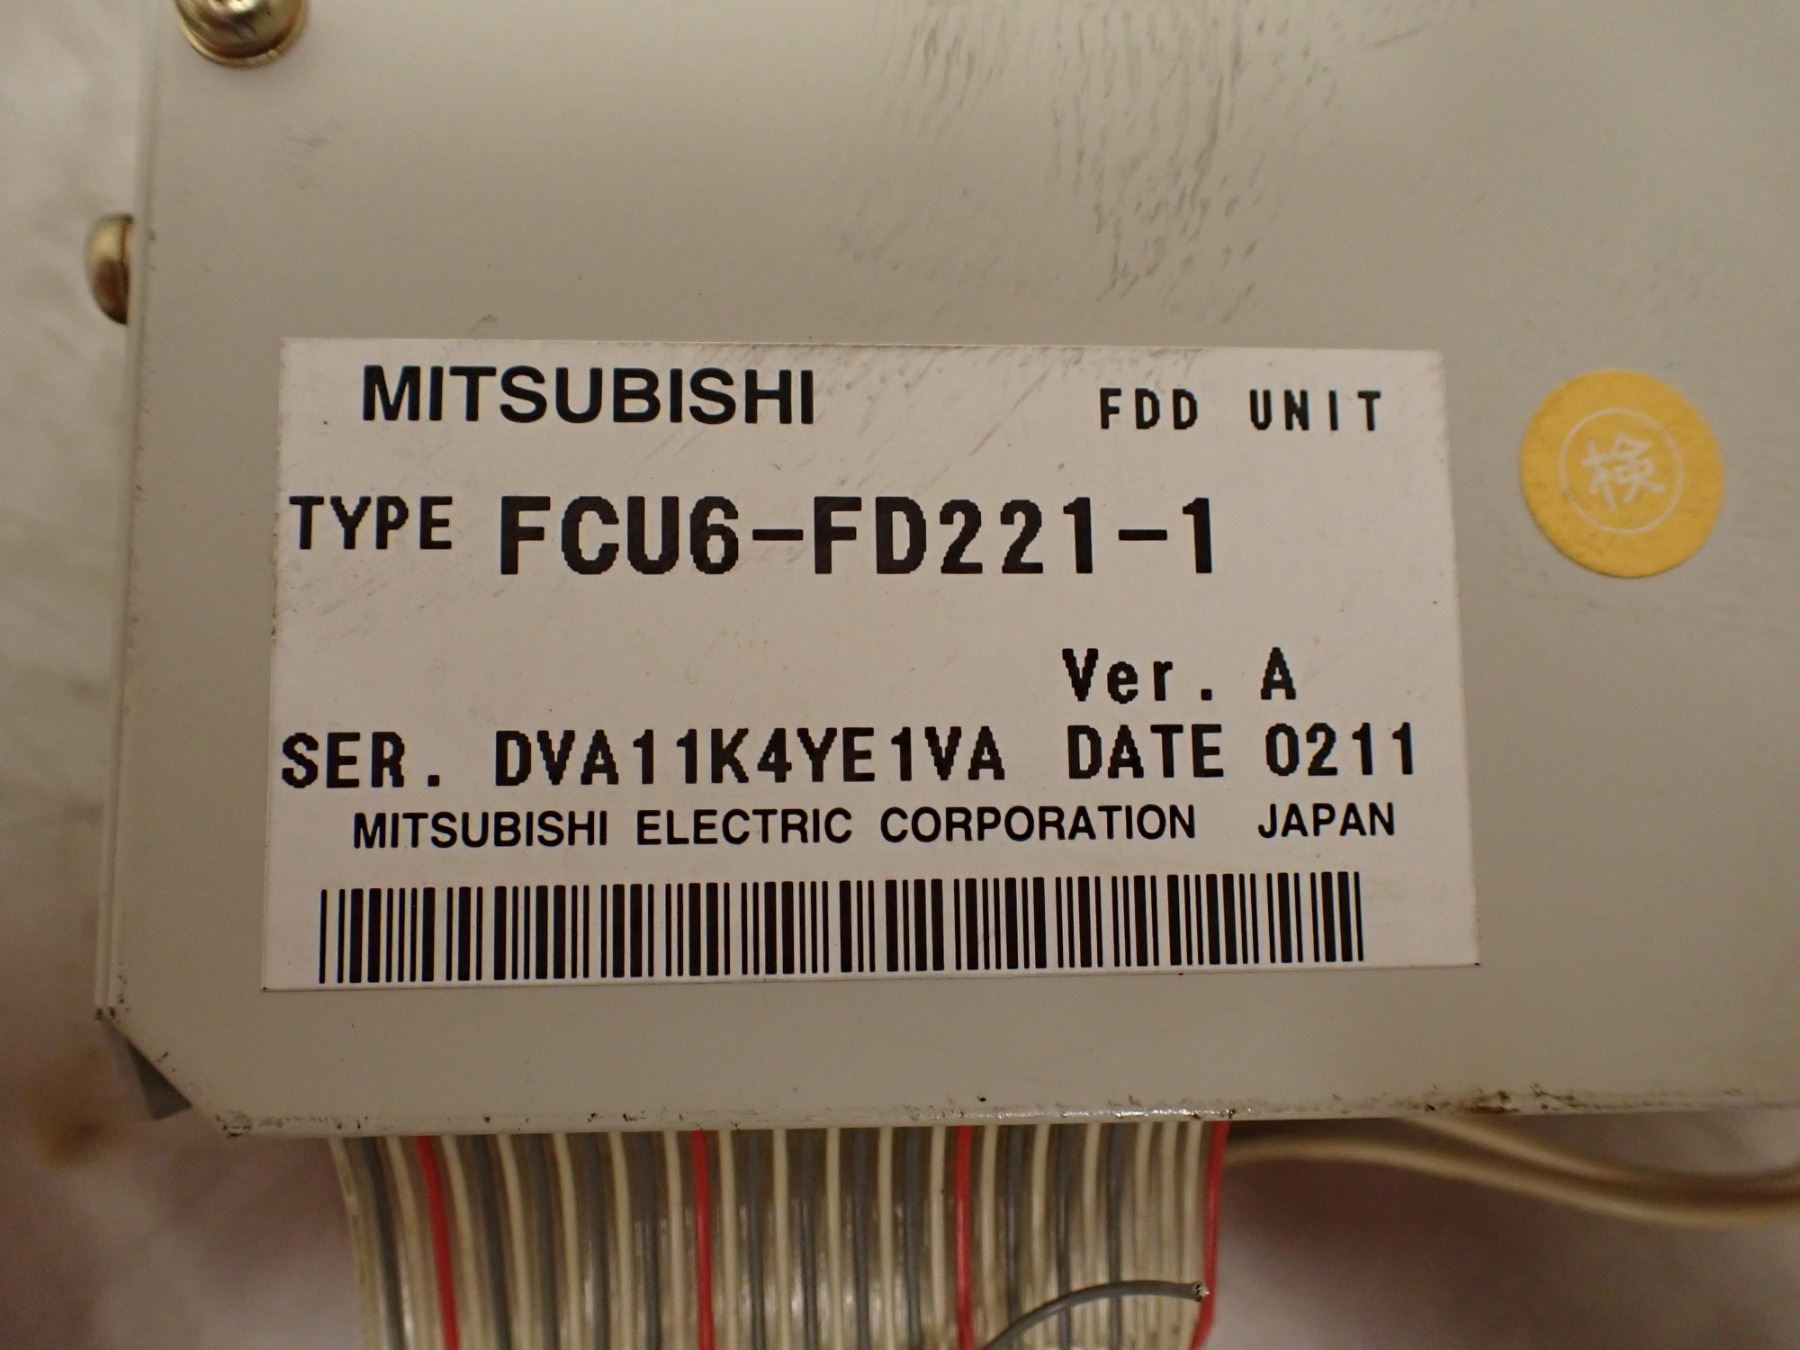 MITSUBISHI FDD UNIT
TYPE FCU6-FD221-1
検
Ver. A
SER. DVA11K4YE1VA DATE 0211
MITSUBISHI ELECTRIC CORPORATION JAPAN